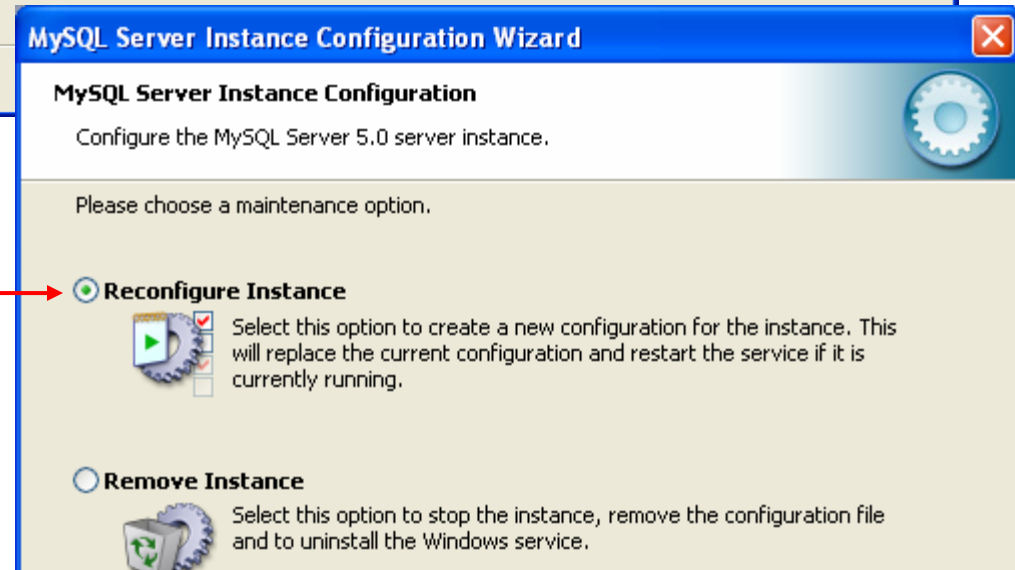 MySQL Server Instance Configuration Wizard
MySQL Server Instance Configuration
Configure the MySQL Server 5.0 server instance.
Please choose a maintenance option.
Reconfigure Instance
Select this option to create a new configuration for the instance. This
will replace the current configuration and restart the service if it is
currently running.
Remove Instance
Select this option to stop the instance, remove the configuration file
and to uninstall the Windows service.